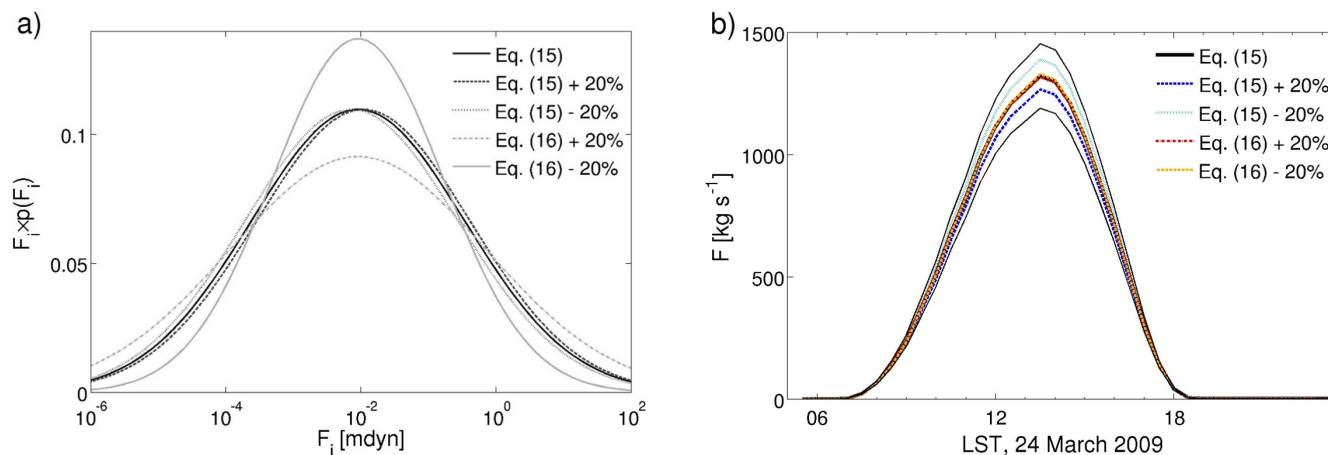 a)
Eq. (15)
Eq. (15) + 20%
Eq. (15) - 20%
Eq. (16) + 20%
Eq. (16) - 20%
0.1
0.05
0
F_i×p(F_i)
10^-6
10^-4
10^-2
10^0
10^2
F_i [mdyn]
b)
1500
1000
500
0
F [kg s^-1]
Eq. (15)
Eq. (15) + 20%
Eq. (15) - 20%
Eq. (16) + 20%
Eq. (16) - 20%
06
12
18
LST, 24 March 2009